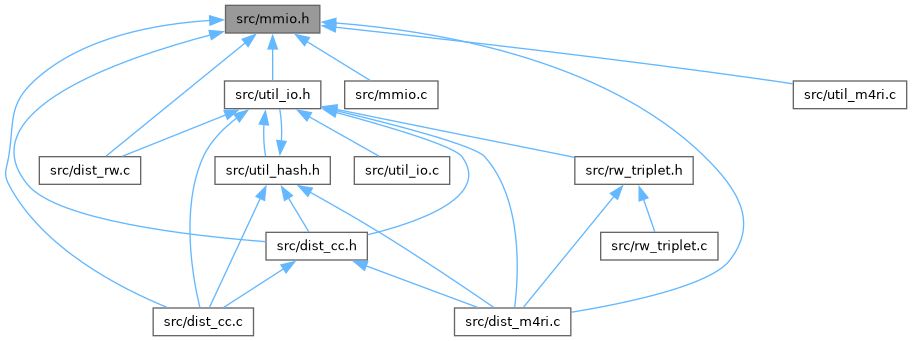 src/mmio.h
src/util_io.h
src/mmio.c
src/util_m4ri.c
src/dist_rw.c
src/util_hash.h
src/util_io.c
src/rw_triplet.h
src/dist_cc.h
src/rw_triplet.c
src/dist_cc.c
src/dist_m4ri.c